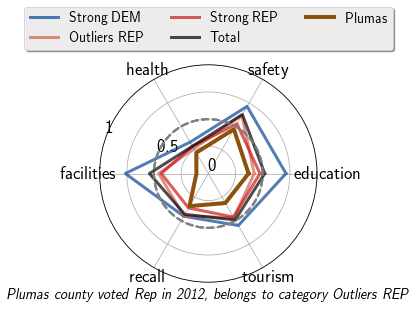 Strong DEM
Strong REP
Plumas
Outliers REP
Total
health
safety
1
0.5
0
facilities
education
recall
tourism
Plumas county voted Rep in 2012, belongs to category Outliers REP